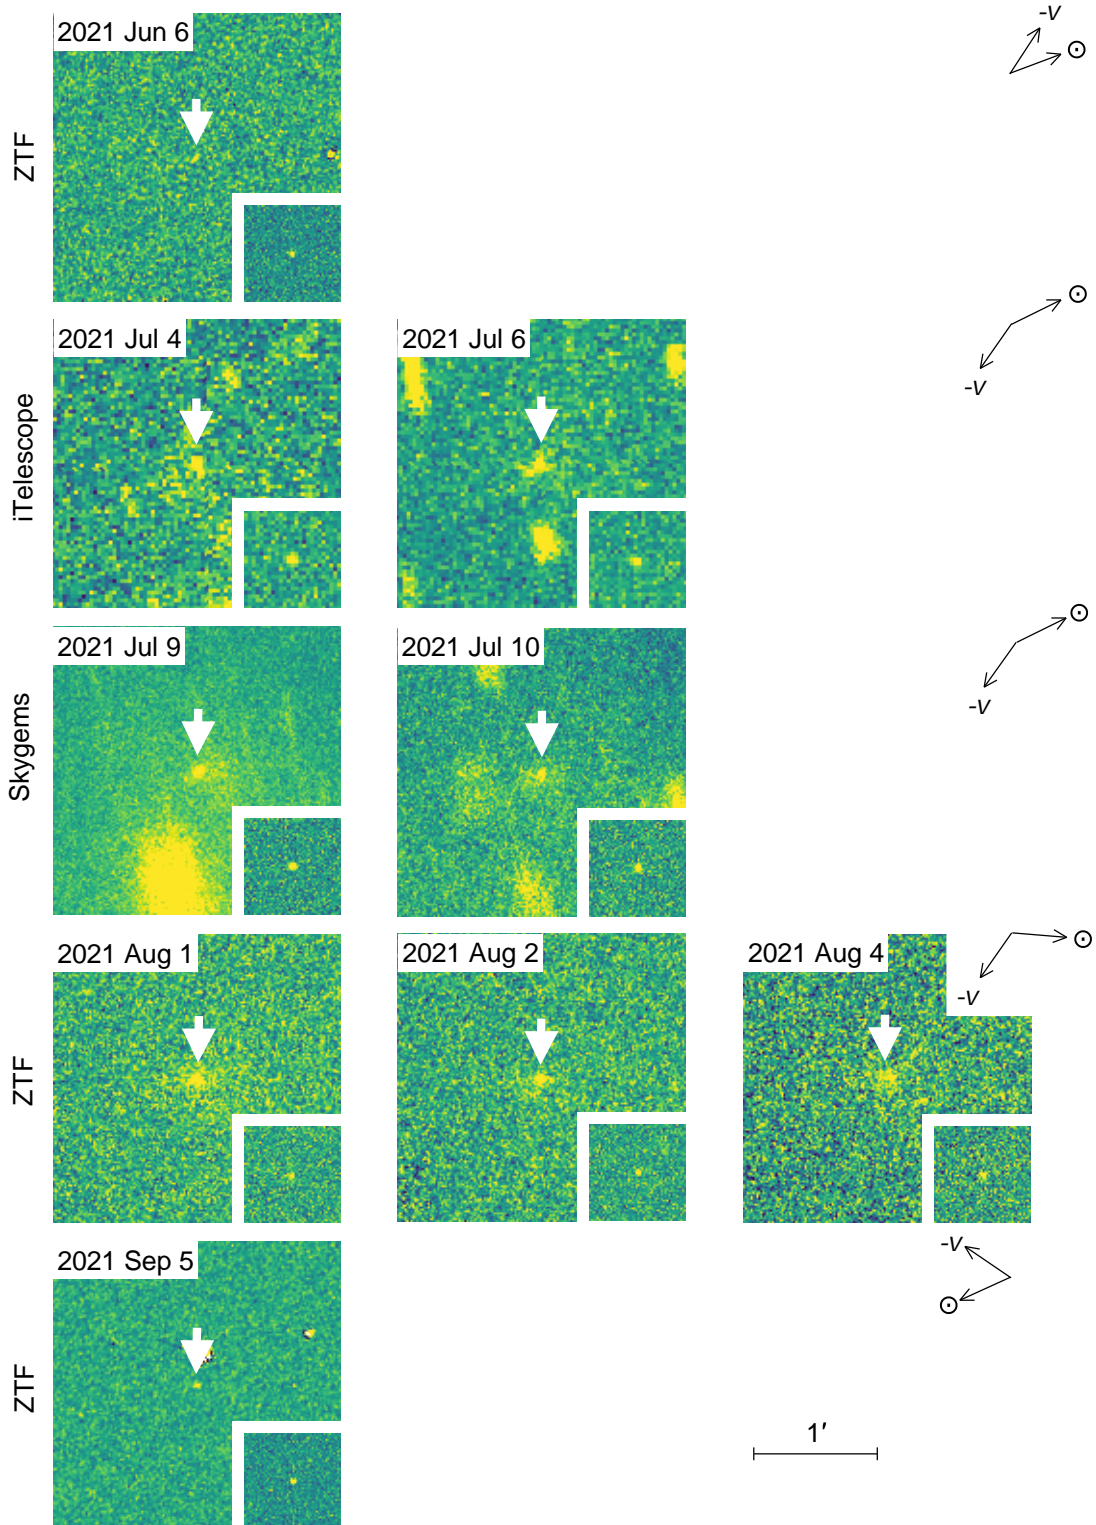 2021 Jun 6
-v
⊙
ZTF
⊙
2021 Jul 4
2021 Jul 6
-v
iTelescope
⊙
2021 Jul 9
2021 Jul 10
-v
Skygems
2021 Aug 1
2021 Aug 2
2021 Aug 4
⊙
-v
ZTF
2021 Sep 5
-v
⊙
ZTF
1′